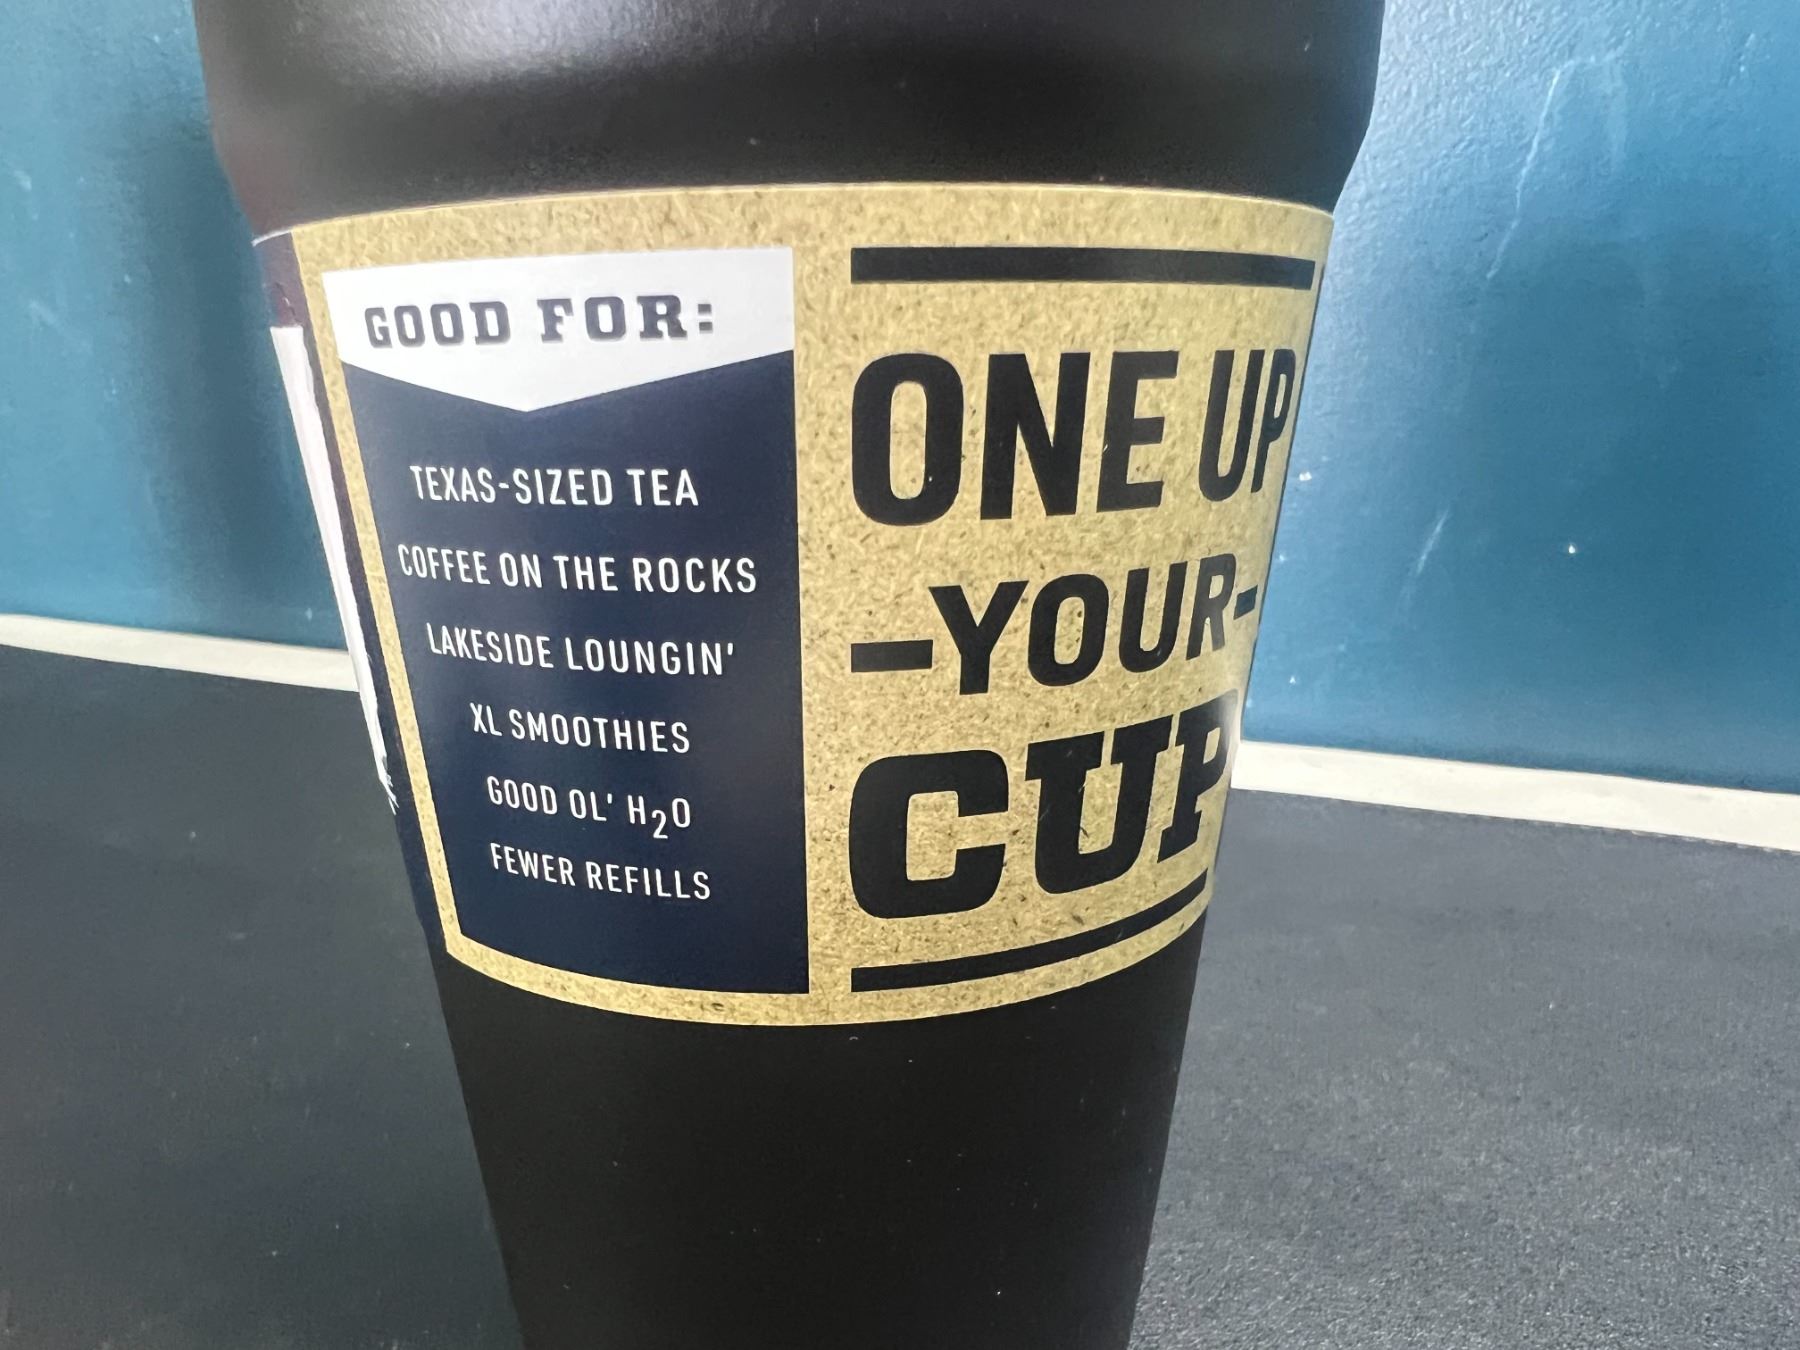 GOOD FOR:
TEXAS-SIZED TEA
COFFEE ON THE ROCKS
LAKESIDE LOUNGIN'
XL SMOOTHIES
GOOD OL' H₂O
FEWER REFILLS
ONE UP
-YOUR-
CUP